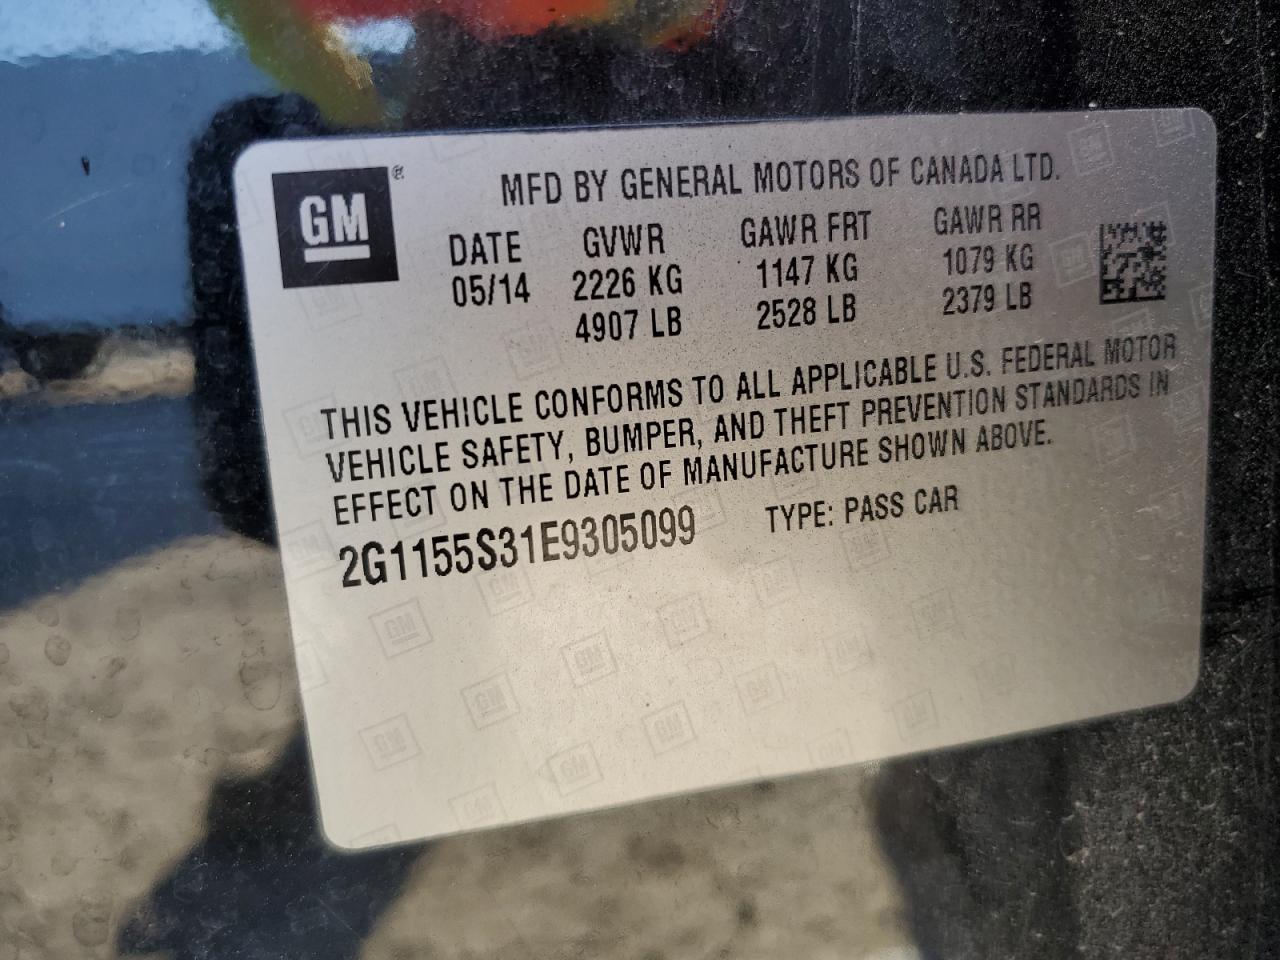 GM®
MFD BY GENERAL MOTORS OF CANADA LTD.
DATE GVWR GAWR FRT GAWR RR
05/14 2226 KG 1147 KG 1079 KG
4907 LB 2528 LB 2379 LB
THIS VEHICLE CONFORMS TO ALL APPLICABLE U.S. FEDERAL MOTOR
VEHICLE SAFETY, BUMPER, AND THEFT PREVENTION STANDARDS IN
EFFECT ON THE DATE OF MANUFACTURE SHOWN ABOVE.
2G1155S31E9305099 TYPE: PASS CAR